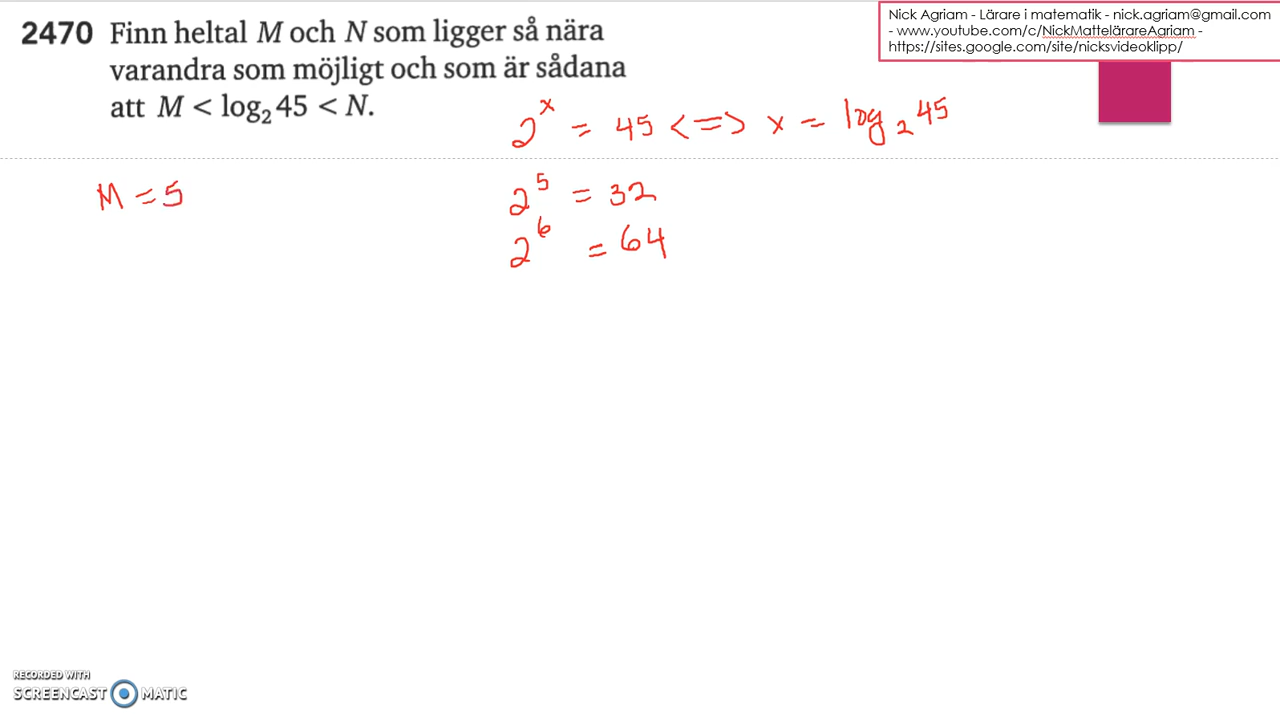 2470 Finn heltal M och N som ligger så nära
varandra som möjligt och som är sådana
att M < log₂ 45 < N.
Nick Agriam - Lärare i matematik - nick.agriam@gmail.com
- www.youtube.com/c/NickMattelärareAgriam -
https://sites.google.com/site/nicksvideoklipp/
2^x = 45 <=> x = log₂ 45
M = 5
2^5 = 32
2^6 = 64
RECORDED WITH
SCREENCAST MATIC